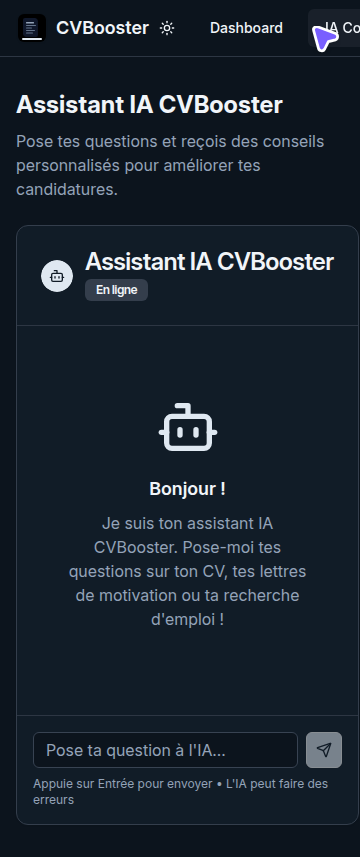 CVBooster Dashboard IA Co
Assistant IA CVBooster
Pose tes questions et reçois des conseils
personnalisés pour améliorer tes
candidatures.
Assistant IA CVBooster
En ligne
Bonjour !
Je suis ton assistant IA
CVBooster. Pose-moi tes
questions sur ton CV, tes lettres
de motivation ou ta recherche
d'emploi !
Pose ta question à l'IA...
Appuie sur Entrée pour envoyer • L'IA peut faire des
erreurs